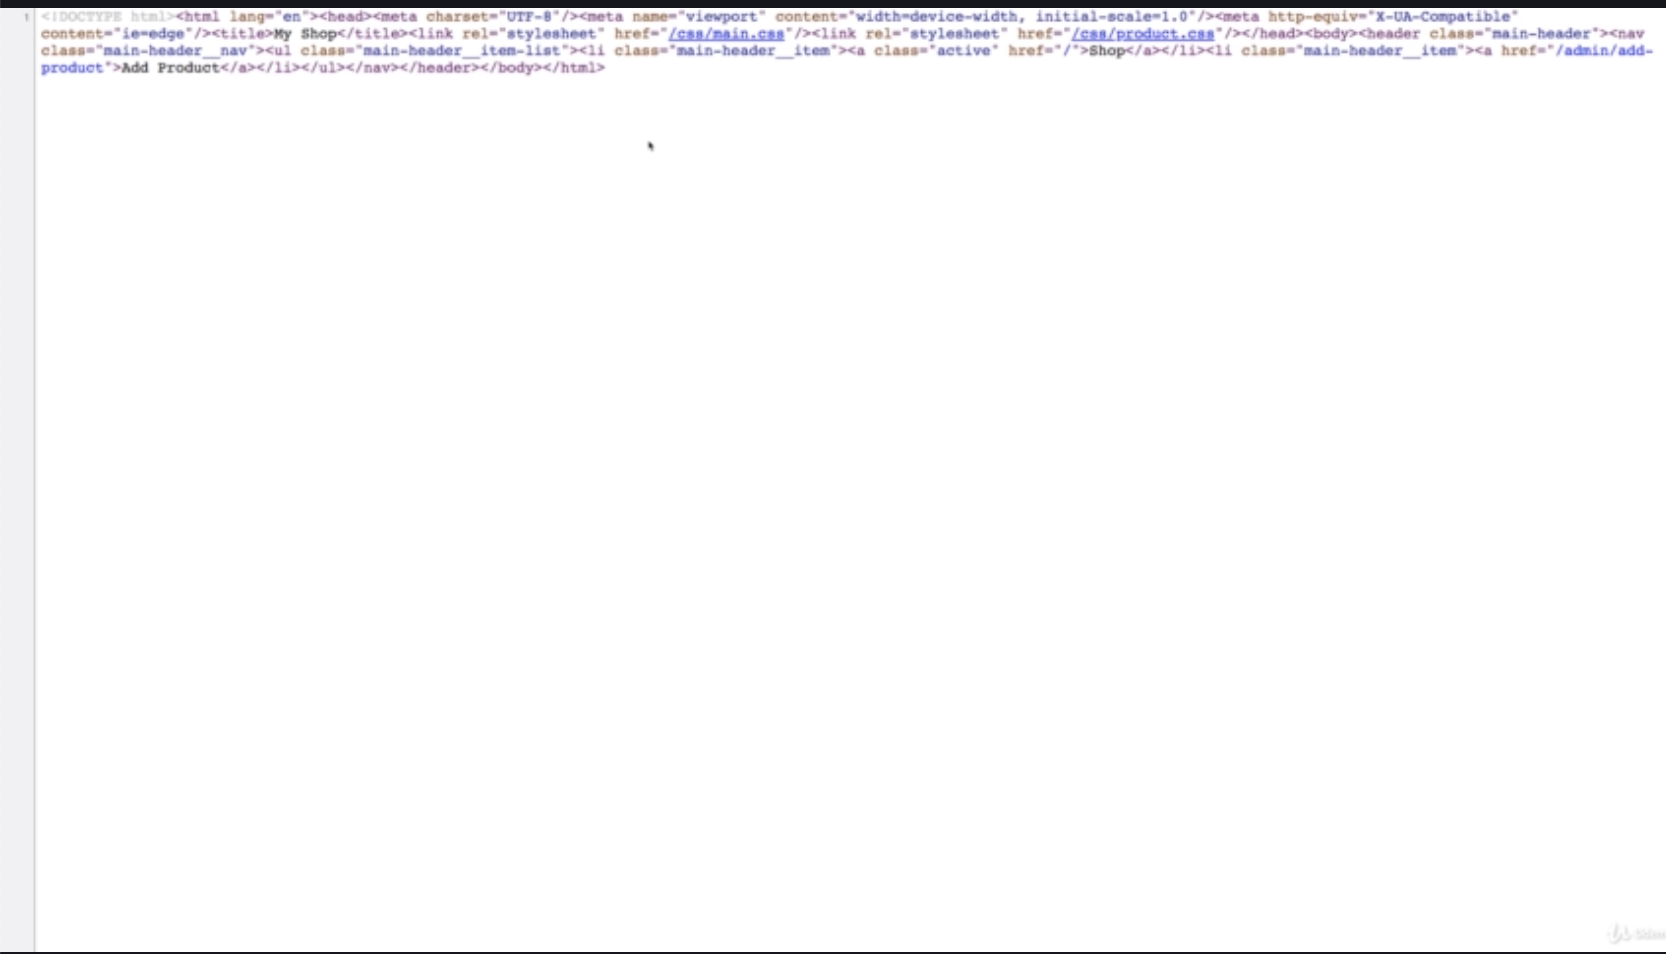 1
<!DOCTYPE html><html lang="en"><head><meta charset="UTF-8"/><meta name="viewport" content="width=device-width, initial-scale=1.0"/><meta http-equiv="X-UA-Compatible"
content="ie=edge"/><title>My Shop</title><link rel="stylesheet" href="/css/main.css"/><link rel="stylesheet" href="/css/product.css"/></head><body><header class="main-header"><nav
class="main-header__nav"><ul class="main-header__item-list"><li class="main-header__item"><a class="active" href="/">Shop</a></li><li class="main-header__item"><a href="/admin/add-
product">Add Product</a></li></ul></nav></header></body></html>